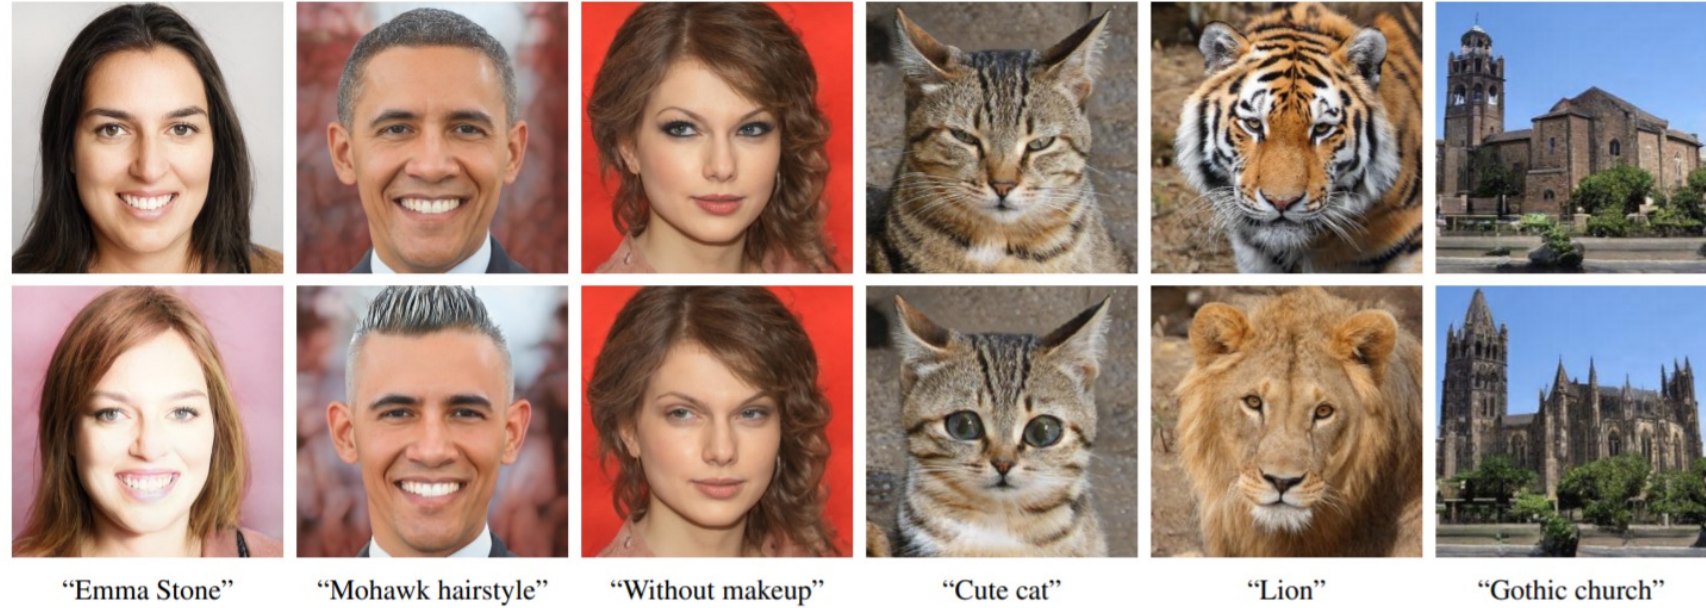 “Emma Stone” “Mohawk hairstyle” “Without makeup” “Cute cat” “Lion” “Gothic church”